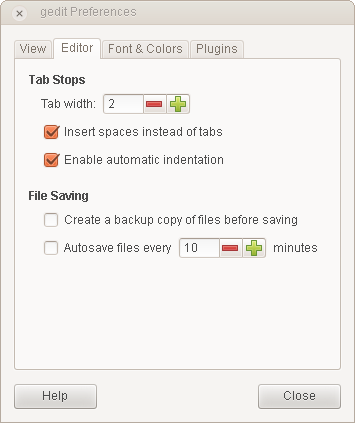 gedit Preferences
View Editor Font & Colors Plugins
Tab Stops
Tab width: 2
Insert spaces instead of tabs
Enable automatic indentation
File Saving
Create a backup copy of files before saving
Autosave files every 10 minutes
Help Close